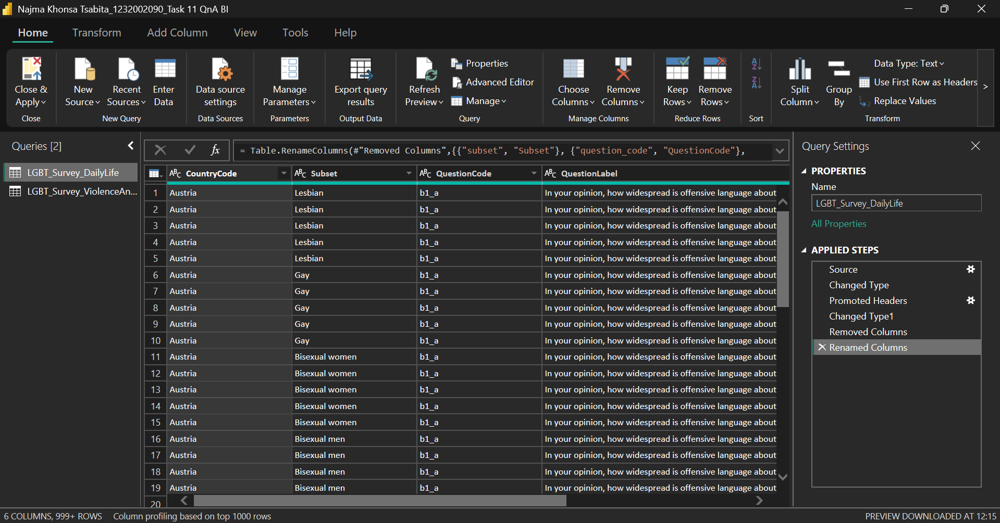 Najma Khonsa Tsabita_1232002090_Task 11 QnA BI
Home Transform Add Column View Tools Help
Close & Apply
Close
New Source
Recent Sources
Enter Data
New Query
Data source settings
Data Sources
Manage Parameters
Parameters
Export query results
Output Data
Refresh Preview
Properties
Advanced Editor
Manage
Query
Choose Columns
Remove Columns
Manage Columns
Keep Rows
Remove Rows
Reduce Rows
A
Z
Z
A
Sort
Split Column
Group By
Data Type: Text
Use First Row as Headers
Replace Values
Transform
Queries [2]
LGBT_Survey_DailyLife
LGBT_Survey_ViolenceAn...
fx = Table.RenameColumns(#"Removed Columns",{{"subset", "Subset"}, {"question_code", "QuestionCode"},
ABC CountryCode ABC Subset ABC QuestionCode ABC QuestionLabel
1 Austria Lesbian b1_a In your opinion, how widespread is offensive language about
2 Austria Lesbian b1_a In your opinion, how widespread is offensive language about
3 Austria Lesbian b1_a In your opinion, how widespread is offensive language about
4 Austria Lesbian b1_a In your opinion, how widespread is offensive language about
5 Austria Lesbian b1_a In your opinion, how widespread is offensive language about
6 Austria Gay b1_a In your opinion, how widespread is offensive language about
7 Austria Gay b1_a In your opinion, how widespread is offensive language about
8 Austria Gay b1_a In your opinion, how widespread is offensive language about
9 Austria Gay b1_a In your opinion, how widespread is offensive language about
10 Austria Gay b1_a In your opinion, how widespread is offensive language about
11 Austria Bisexual women b1_a In your opinion, how widespread is offensive language about
12 Austria Bisexual women b1_a In your opinion, how widespread is offensive language about
13 Austria Bisexual women b1_a In your opinion, how widespread is offensive language about
14 Austria Bisexual women b1_a In your opinion, how widespread is offensive language about
15 Austria Bisexual women b1_a In your opinion, how widespread is offensive language about
16 Austria Bisexual men b1_a In your opinion, how widespread is offensive language about
17 Austria Bisexual men b1_a In your opinion, how widespread is offensive language about
18 Austria Bisexual men b1_a In your opinion, how widespread is offensive language about
19 Austria Bisexual men b1_a In your opinion, how widespread is offensive language about
20
Query Settings
PROPERTIES
Name
LGBT_Survey_DailyLife
All Properties
APPLIED STEPS
Source
Changed Type
Promoted Headers
Changed Type1
Removed Columns
Renamed Columns
6 COLUMNS, 999+ ROWS Column profiling based on top 1000 rows
PREVIEW DOWNLOADED AT 12:15